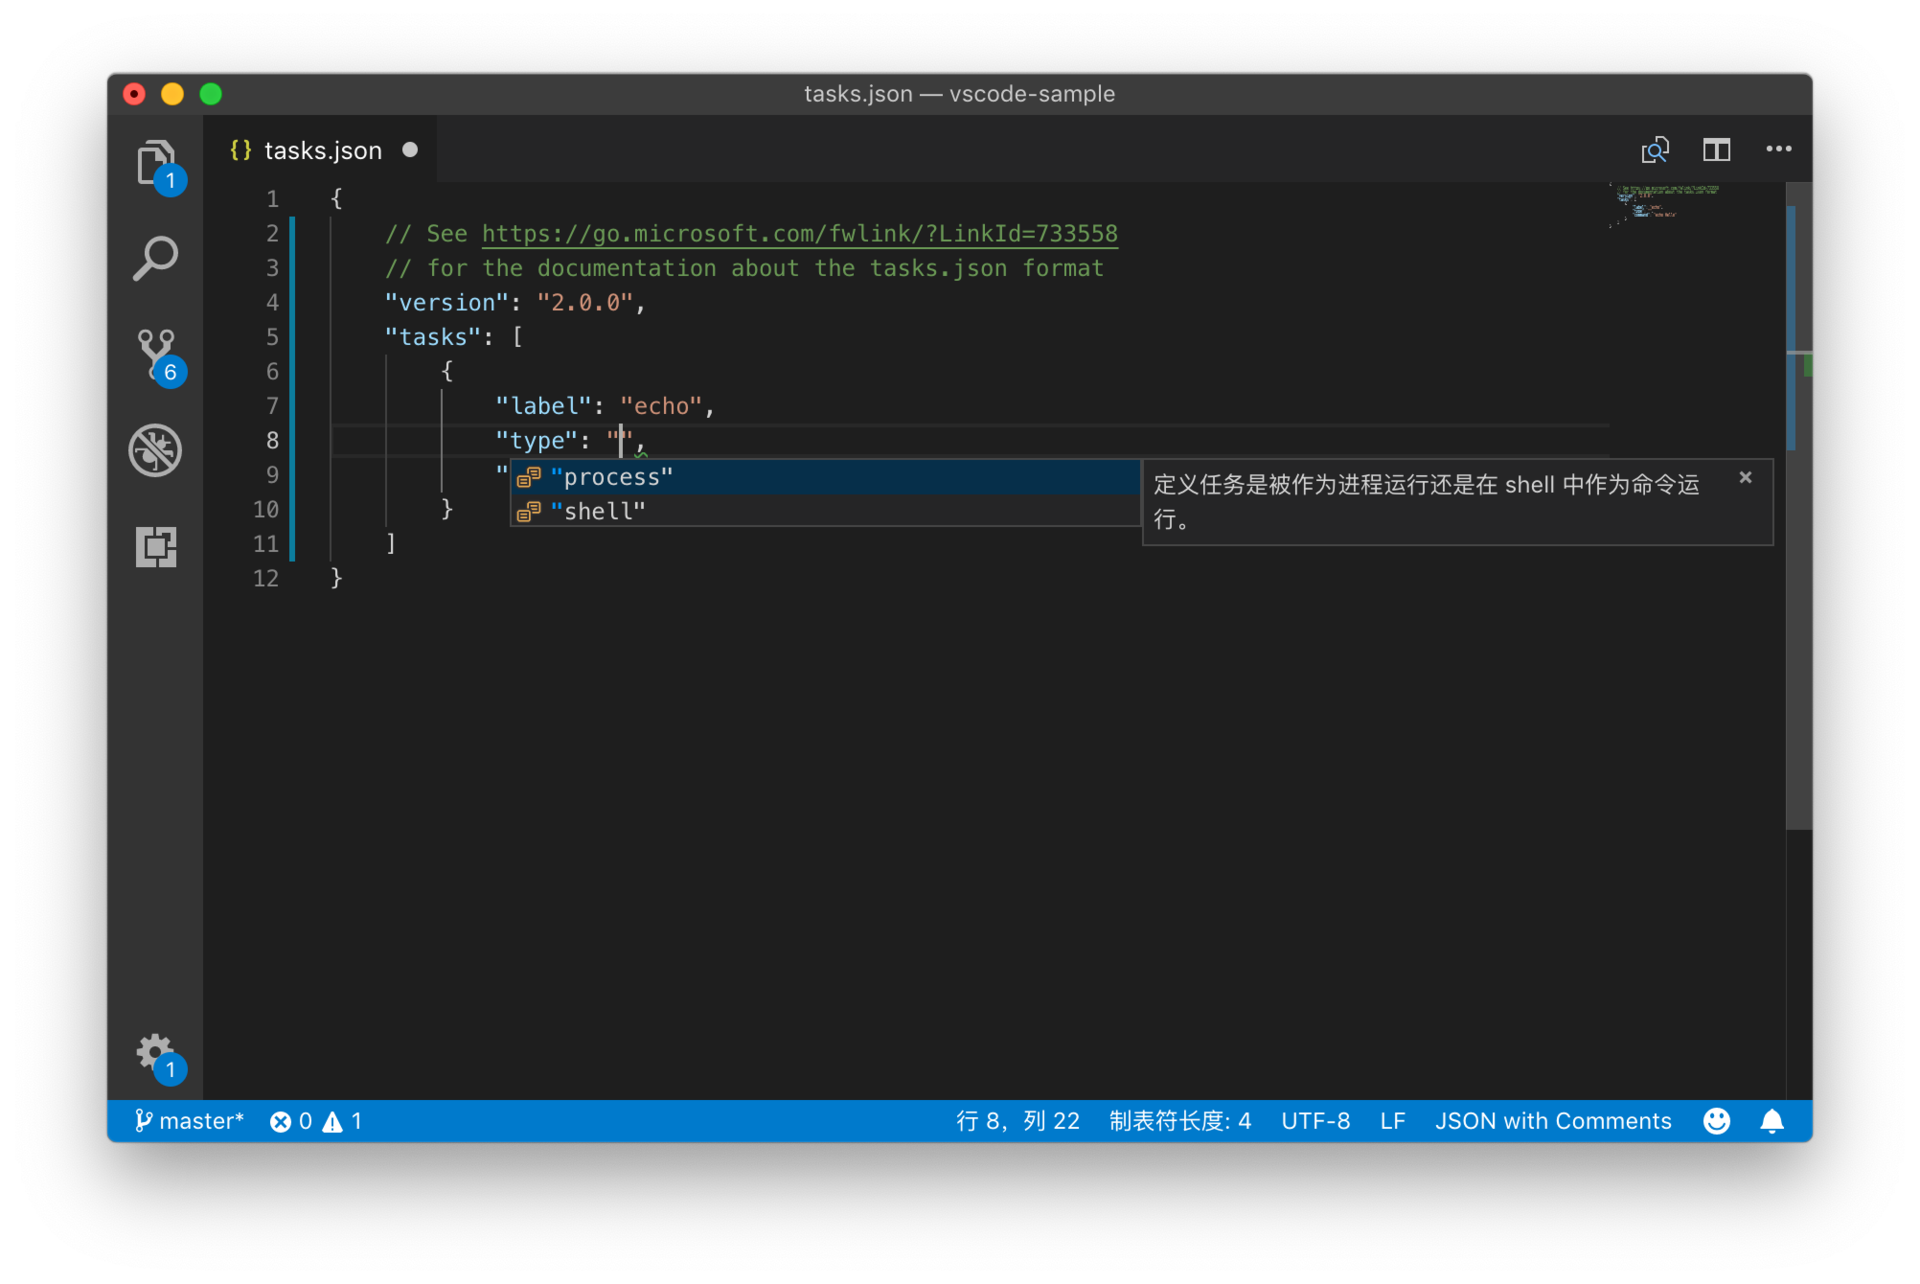 tasks.json — vscode-sample
{} tasks.json
1 {
2 // See https://go.microsoft.com/fwlink/?LinkId=733558
3 // for the documentation about the tasks.json format
4 "version": "2.0.0",
5 "tasks": [
6 {
7 "label": "echo",
8 "type": "",
9 "
10 }
11 ]
12 }
"process"
"shell"
定义任务是被作为进程运行还是在 shell 中作为命令运
行。
1
6
1
master* 0 1 行 8，列 22 制表符长度: 4 UTF-8 LF JSON with Comments